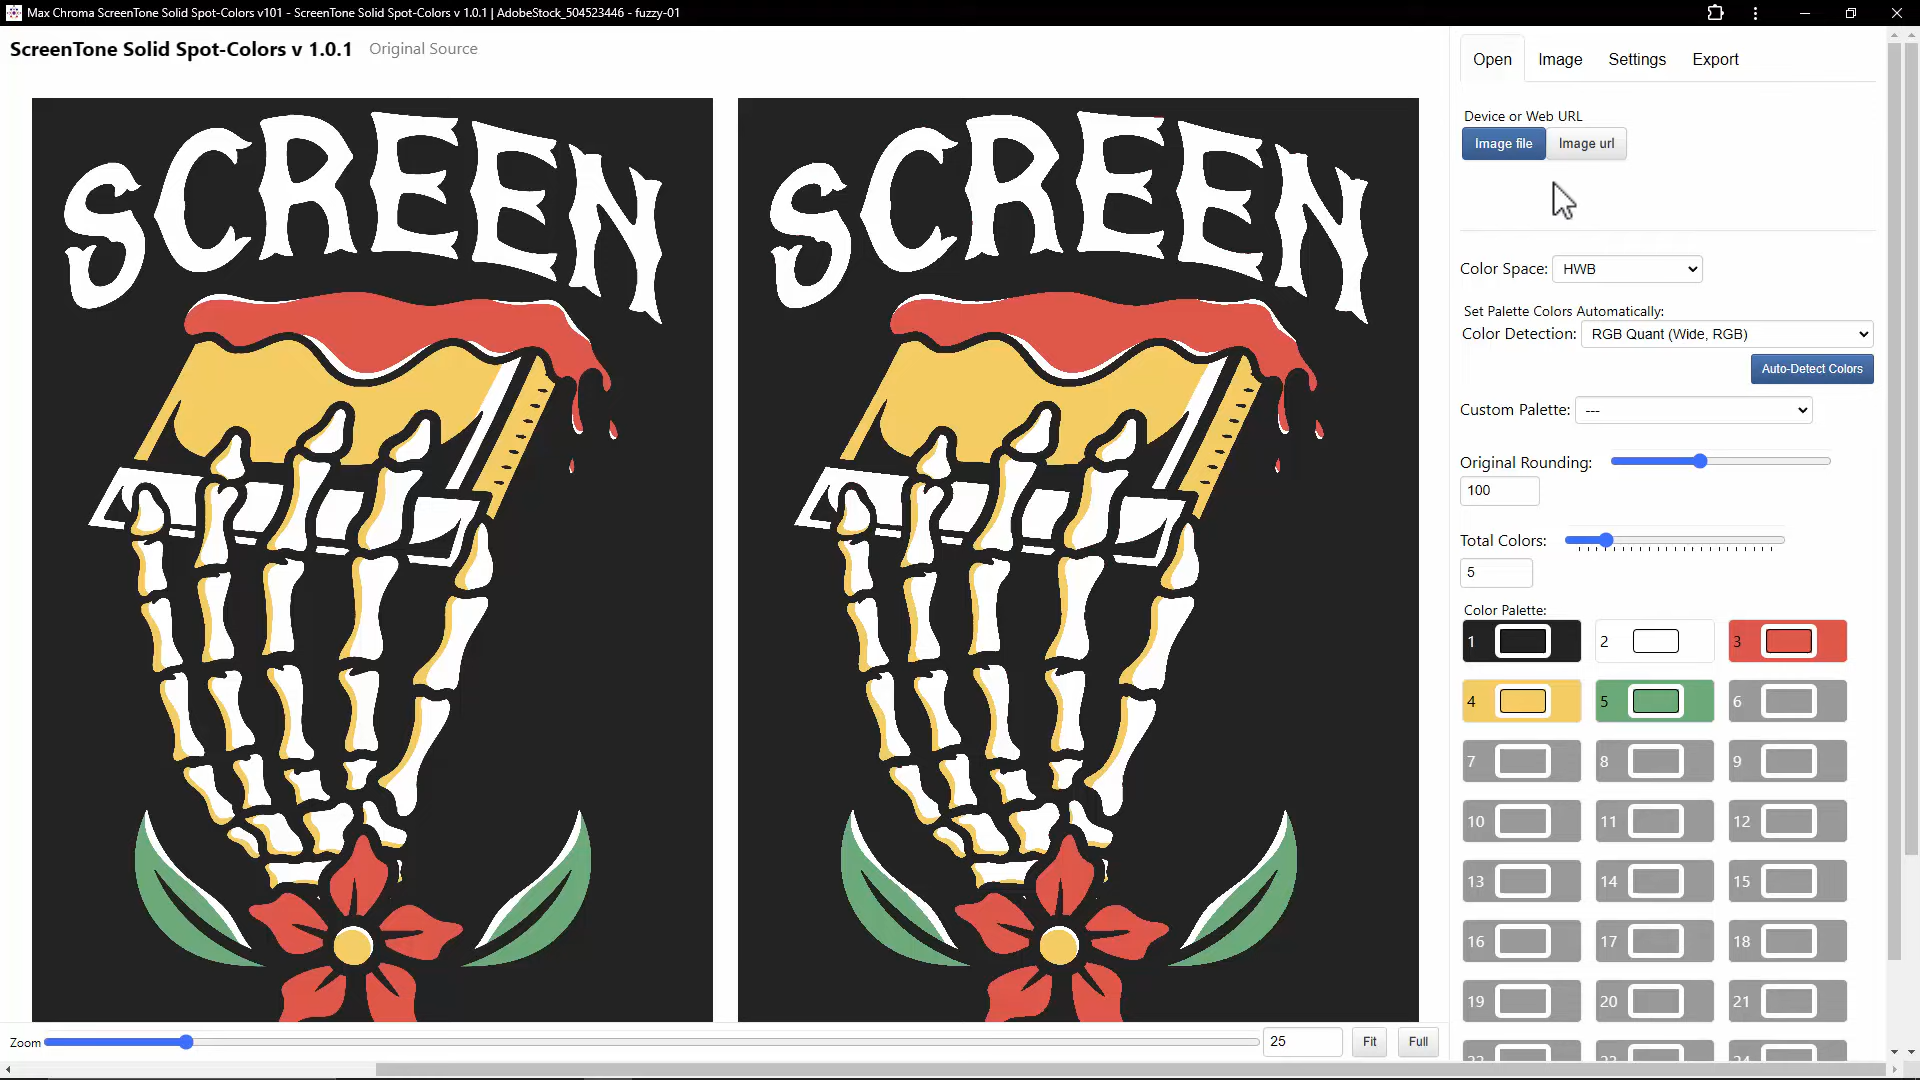 Max Chroma ScreenTone Solid Spot-Colors v101 - ScreenTone Solid Spot-Colors v 1.0.1 | AdobeStock_504523446 - fuzzy-01
ScreenTone Solid Spot-Colors v 1.0.1 Original Source
Open Image Settings Export
SCREEN
SCREEN
Device or Web URL
Image file Image url
Color Space: HWB
Set Palette Colors Automatically:
Color Detection: RGB Quant (Wide, RGB)
Auto-Detect Colors
Custom Palette: ---
Original Rounding:
100
Total Colors:
5
Color Palette:
1 2 3
4 5 6
7 8 9
10 11 12
13 14 15
16 17 18
19 20 21
22 23 24
Zoom 25 Fit Full